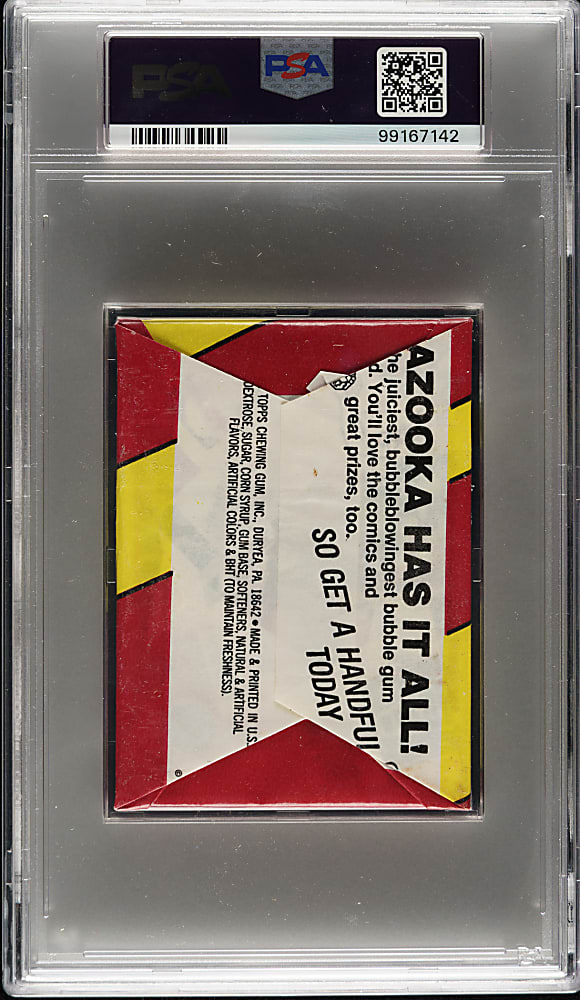 PSA
PSA
99167142
AZOOKA HAS IT ALL!
he juiciest, bubbleblowingest bubble gum
d. You'll love the comics and
great prizes, too.
SO GET A HANDFUL
TODAY
TOPPS CHEWING GUM, INC., DURYEA, PA. 18642 • MADE & PRINTED IN U.S.
DEXTROSE, SUGAR, CORN SYRUP, GUM BASE, SOFTENERS, NATURAL & ARTIFICIAL
FLAVORS, ARTIFICIAL COLORS & BHT (TO MAINTAIN FRESHNESS).
©